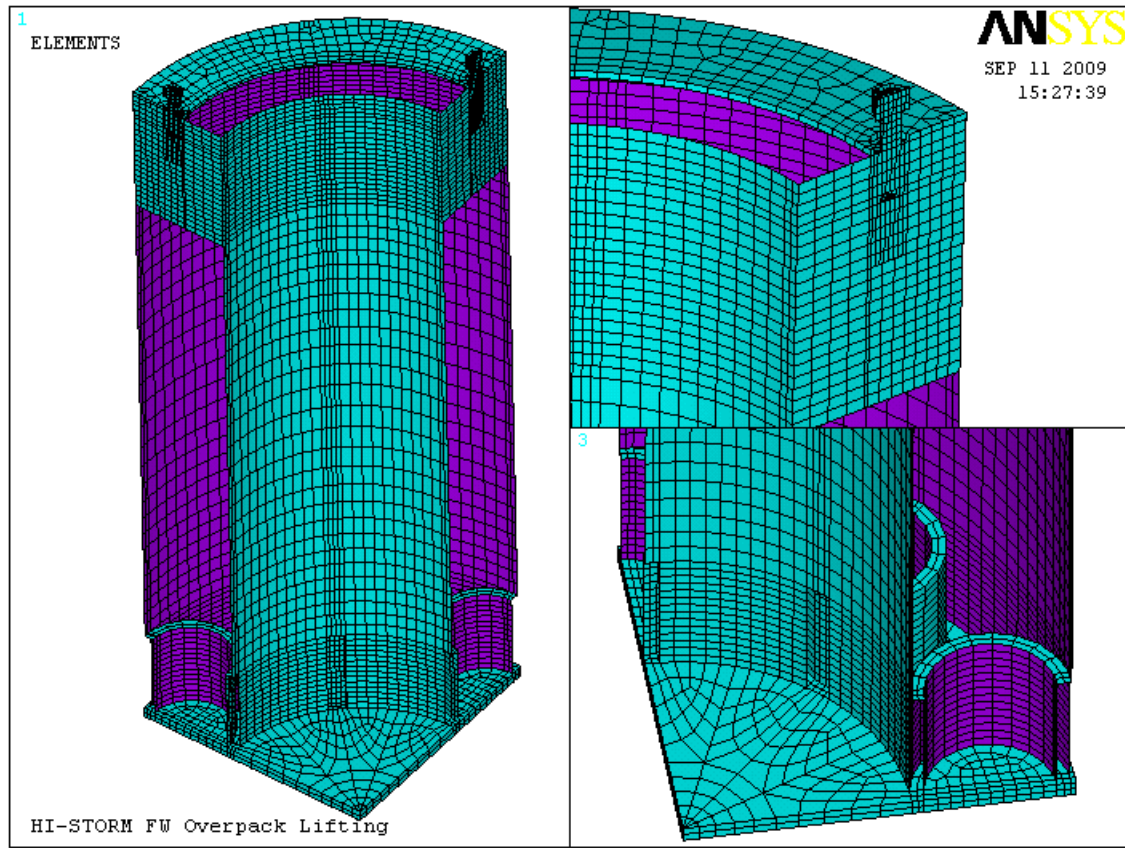 1
ELEMENTS
ANSYS
SEP 11 2009
15:27:39
3
HI-STORM FW Overpack Lifting